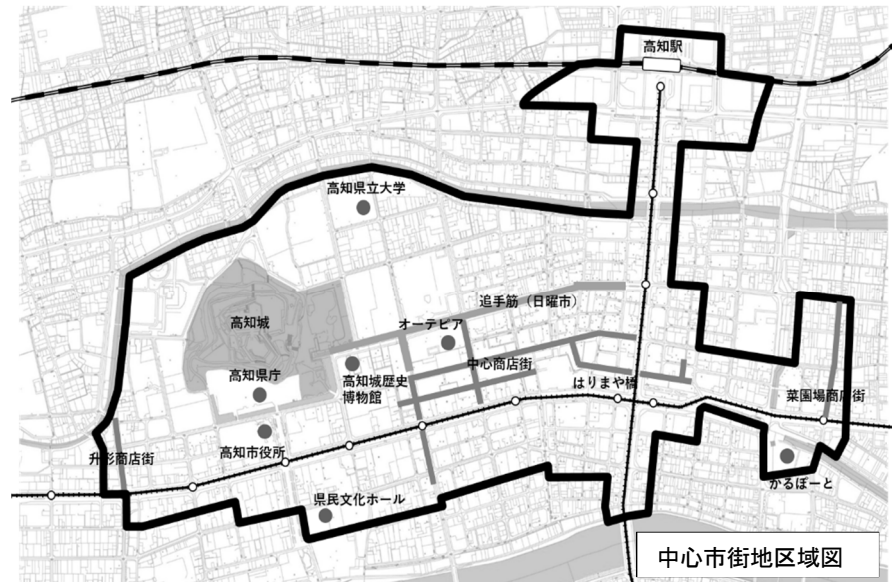 高知駅
高知県立大学
追手筋（日曜市）
オーテピア
高知城
中心商店街
高知県庁
高知城歴史
博物館
はりまや橋
菜園場商店街
高知市役所
升形商店街
かるぽーと
県民文化ホール
中心市街地区域図